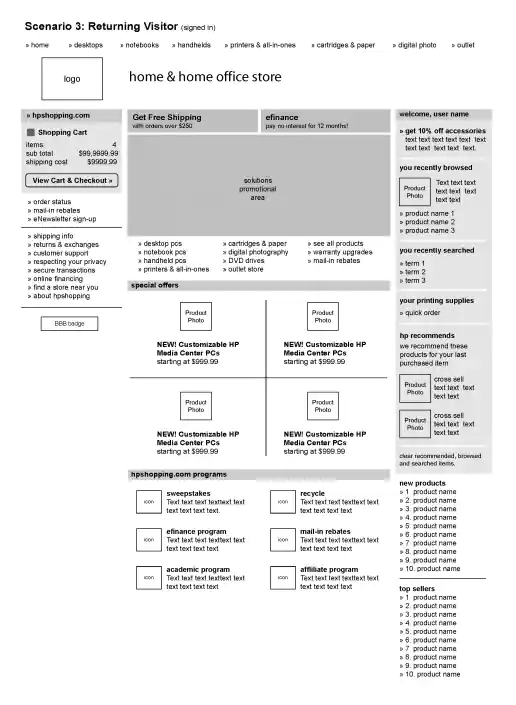 Scenario 3: Returning Visitor (signed in)
» home » desktops » notebooks » handhelds » printers & all-in-ones » cartridges & paper » digital photo » outlet
logo
home & home office store
» hpshopping.com
Shopping Cart
items 4
sub total $99,9999.99
shipping cost $9999.99
View Cart & Checkout »
» order status
» mail-in rebates
» eNewsletter sign-up
» shipping info
» returns & exchanges
» customer support
» respecting your privacy
» secure transactions
» online financing
» find a store near you
» about hpshopping
BBB badge
Get Free Shipping
with orders over $250
efinance
pay no interest for 12 months!
solutions
promotional
area
» desktop pcs
» notebook pcs
» handheld pcs
» printers & all-in-ones
» cartridges & paper
» digital photography
» DVD drives
» outlet store
» see all products
» warranty upgrades
» mail-in rebates
special offers
Product
Photo
NEW! Customizable HP
Media Center PCs
starting at $999.99
Product
Photo
NEW! Customizable HP
Media Center PCs
starting at $999.99
Product
Photo
NEW! Customizable HP
Media Center PCs
starting at $999.99
Product
Photo
NEW! Customizable HP
Media Center PCs
starting at $999.99
hpshopping.com programs
icon
sweepstakes
Text text text texttext text
text text text text.
icon
recycle
Text text text texttext text
text text text text
icon
efinance program
Text text text texttext text
text text text text
icon
mail-in rebates
Text text text texttext text
text text text text
icon
academic program
Text text text texttext text
text text text text
icon
affiliate program
Text text text texttext text
text text text text
welcome, user name
» get 10% off accessories
text text text text text text
text text text text text.
you recently browsed
Product
Photo
Text text text
text text text
text text
» product name 1
» product name 2
» product name 3
you recently searched
» term 1
» term 2
» term 3
your printing supplies
» quick order
hp recommends
we recommend these
products for your last
purchased item
Product
Photo
cross sell
text text text
text text
Product
Photo
cross sell
text text text
text text
clear recommended, browsed
and searched items.
new products
» 1. product name
» 2. product name
» 3. product name
» 4. product name
» 5. product name
» 6. product name
» 7 product name
» 8. product name
» 9. product name
» 10. product name
top sellers
» 1 product name
» 2. product name
» 3. product name
» 4. product name
» 5. product name
» 6. product name
» 7 product name
» 8. product name
» 9. product name
» 10. product name